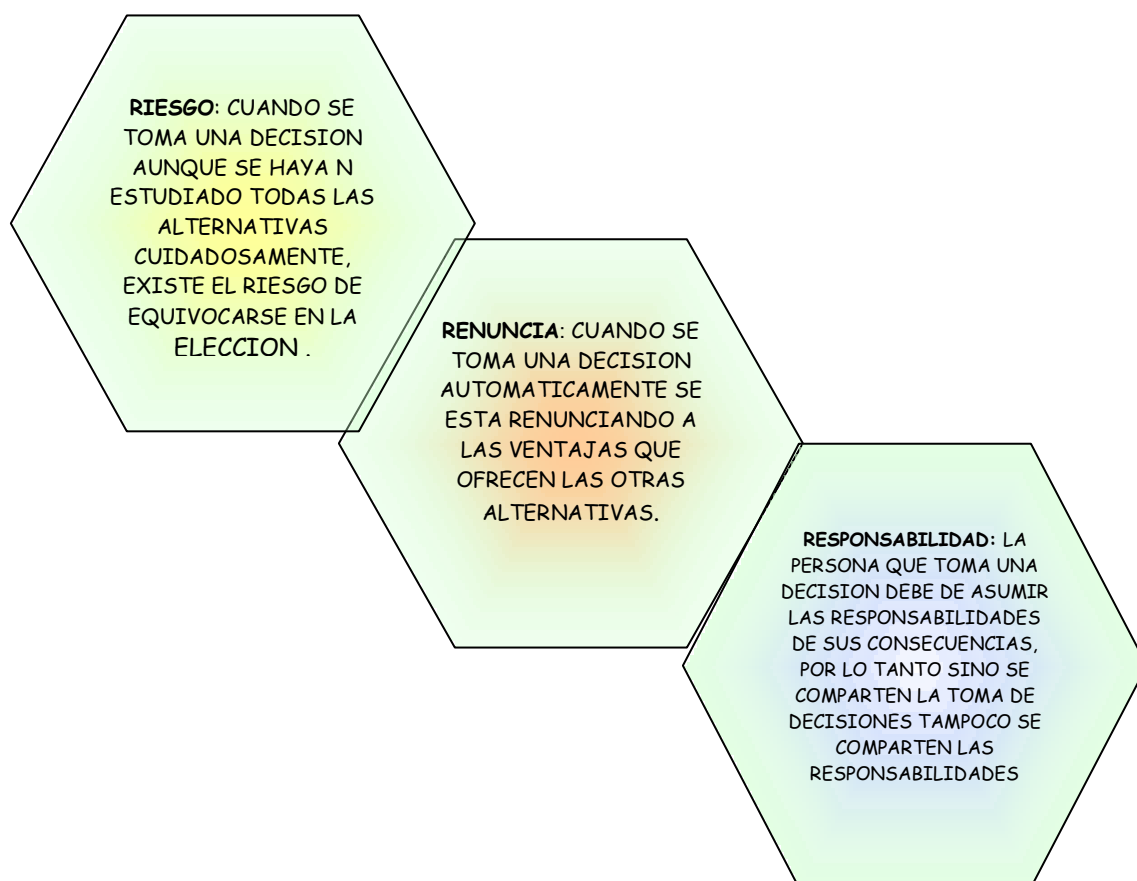 RIESGO: CUANDO SE
TOMA UNA DECISION
AUNQUE SE HAYA N
ESTUDIADO TODAS LAS
ALTERNATIVAS
CUIDADOSAMENTE,
EXISTE EL RIESGO DE
EQUIVOCARSE EN LA
ELECCION .
RENUNCIA: CUANDO SE
TOMA UNA DECISION
AUTOMATICAMENTE SE
ESTA RENUNCIANDO A
LAS VENTAJAS QUE
OFRECEN LAS OTRAS
ALTERNATIVAS.
RESPONSABILIDAD: LA
PERSONA QUE TOMA UNA
DECISION DEBE DE ASUMIR
LAS RESPONSABILIDADES
DE SUS CONSECUENCIAS,
POR LO TANTO SINO SE
COMPARTEN LA TOMA DE
DECISIONES TAMPOCO SE
COMPARTEN LAS
RESPONSABILIDADES